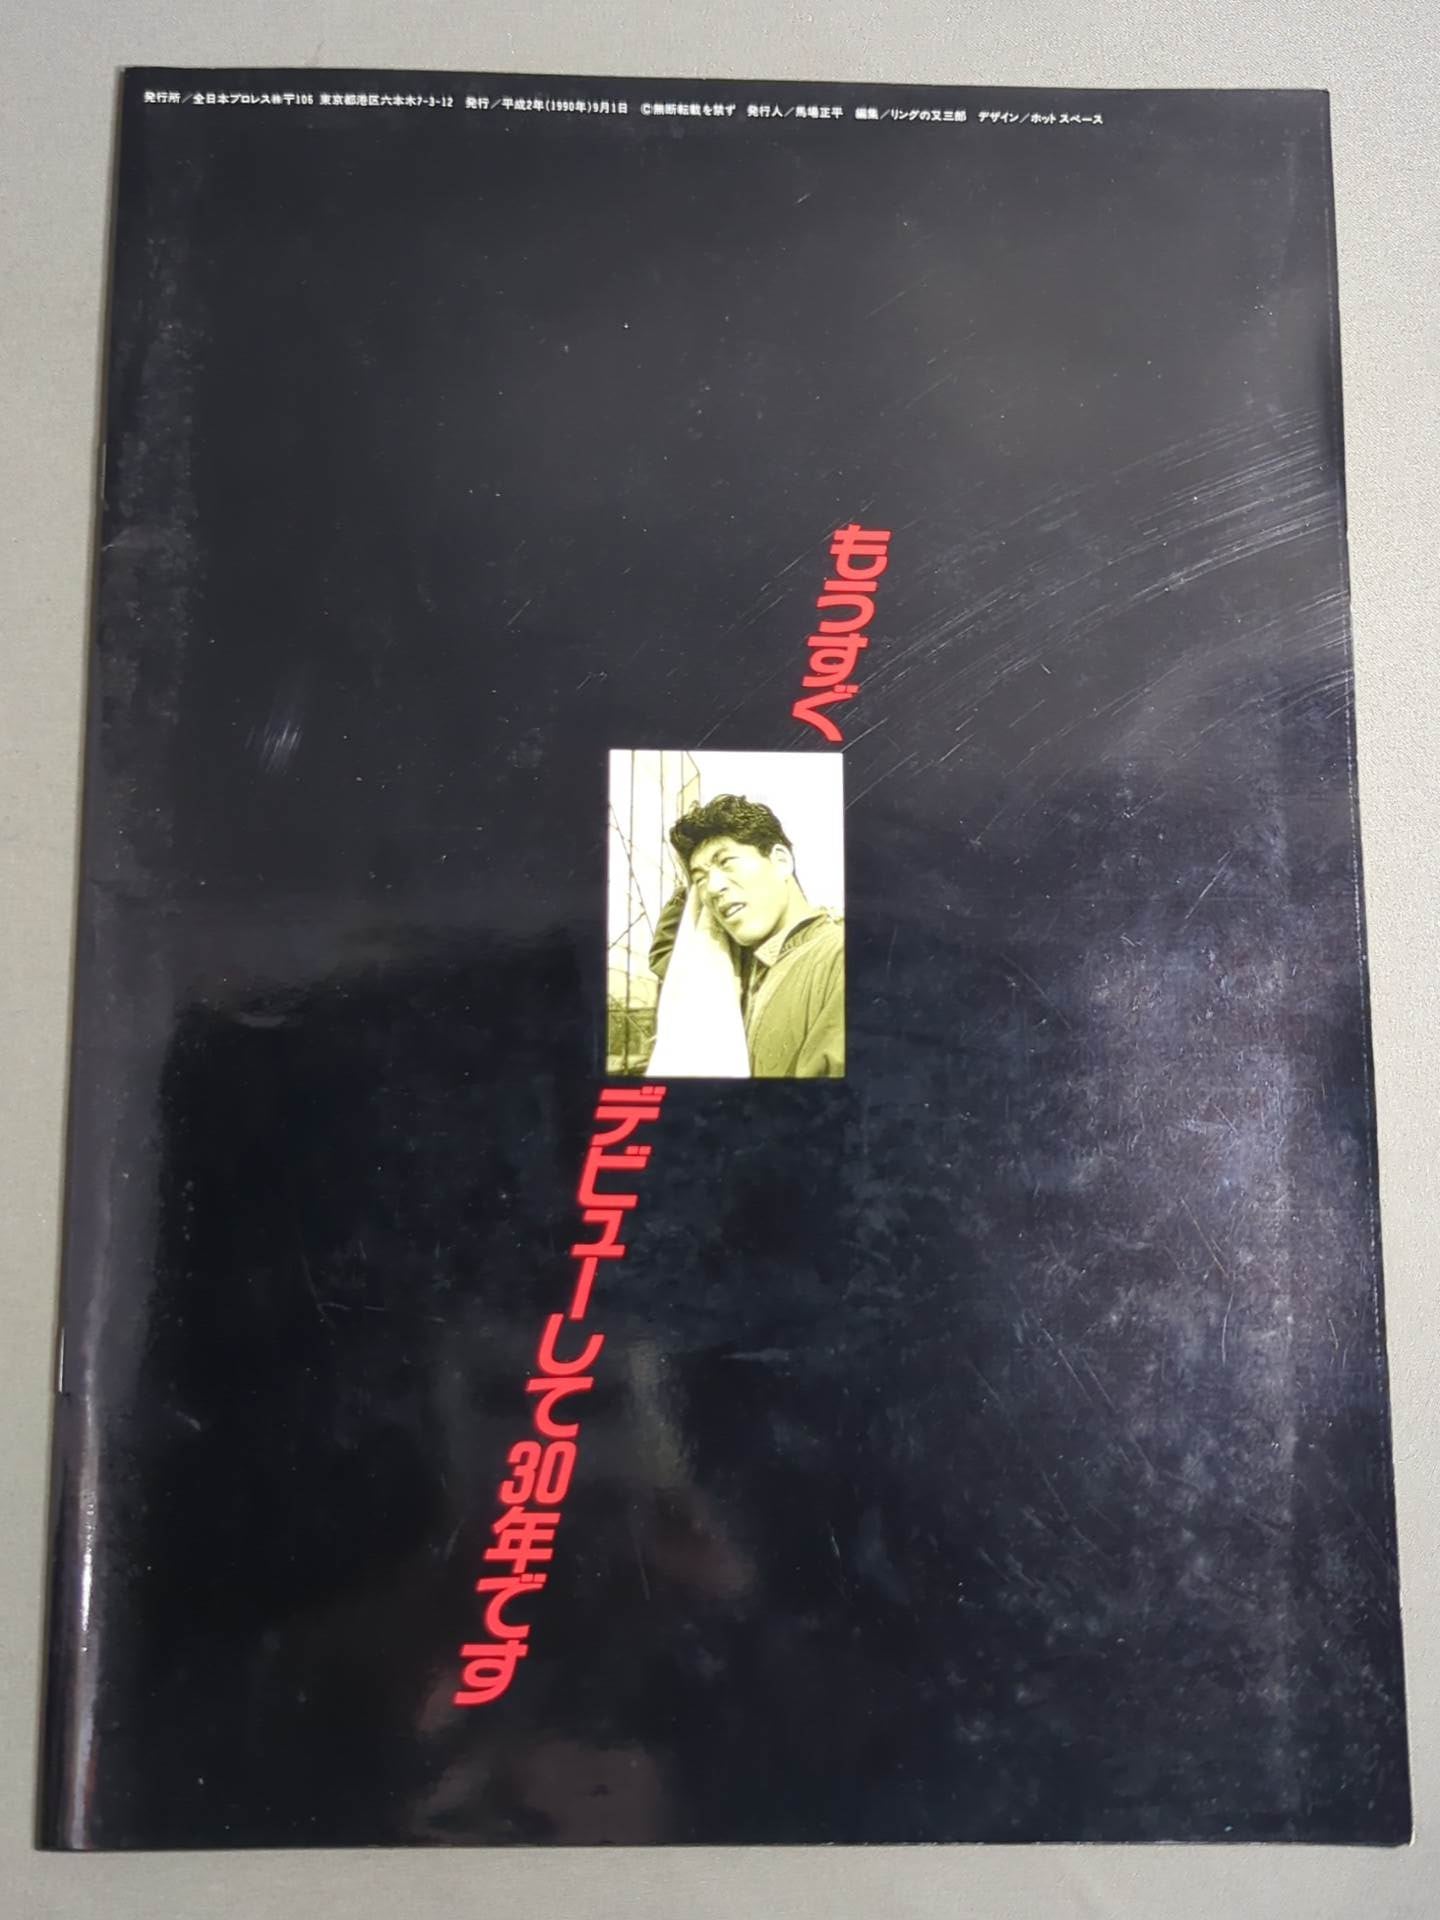 発行所／全日本プロレス㈱〒106 東京都港区六本木7-3-12 発行／平成2年(1990年)9月1日 ©無断転載を禁ず 発行人／馬場正平 編集／リングの又三郎 デザイン／ホットスペース
もうすぐ
デビューして30年です